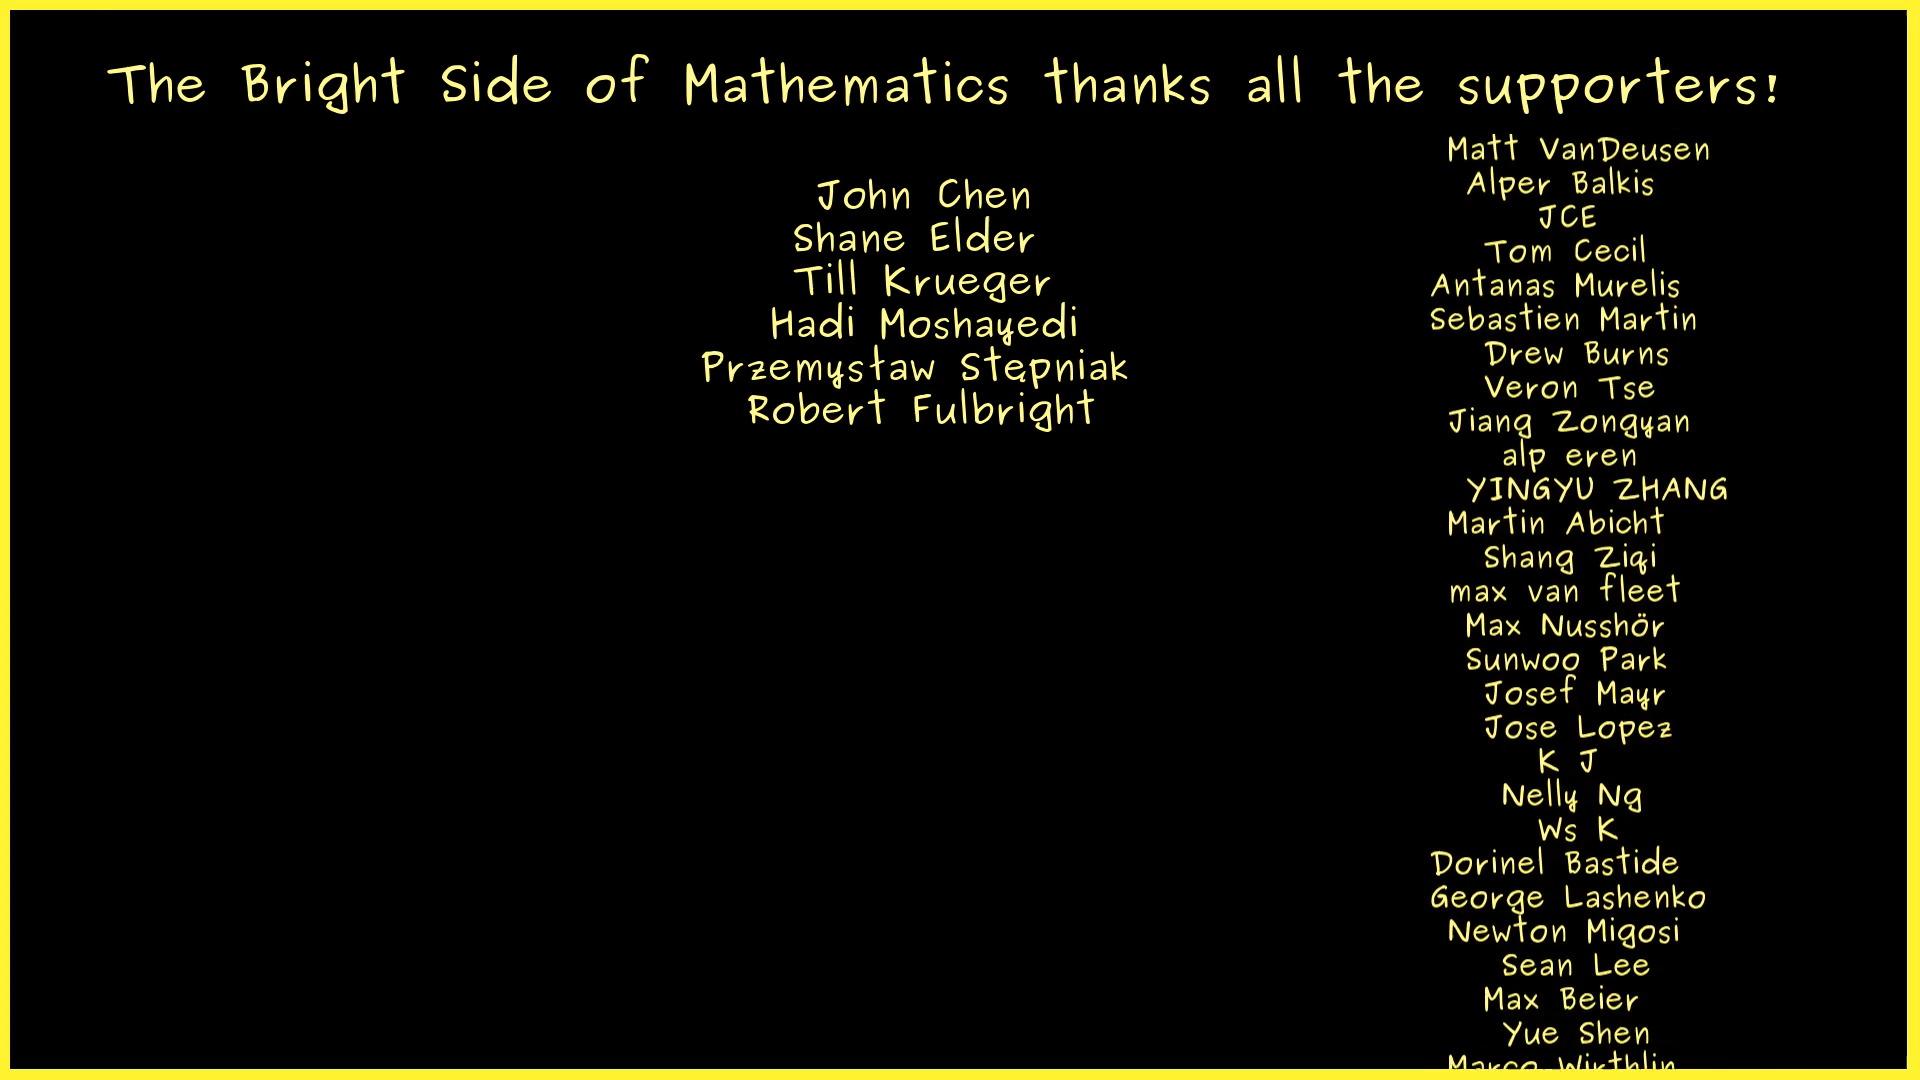 The Bright Side of Mathematics thanks all the supporters!
John Chen
Shane Elder
Till Krueger
Hadi Moshayedi
Przemysław Stępniak
Robert Fulbright
Matt VanDeusen
Alper Balkis
JCE
Tom Cecil
Antanas Murelis
Sebastien Martin
Drew Burns
Veron Tse
Jiang Zongyan
alp eren
YINGYU ZHANG
Martin Abicht
Shang Ziqi
max van fleet
Max Nusshör
Sunwoo Park
Josef Mayr
Jose Lopez
K J
Nelly Ng
Ws K
Dorinel Bastide
George Lashenko
Newton Migosi
Sean Lee
Max Beier
Yue Shen
Marco Wirthlin